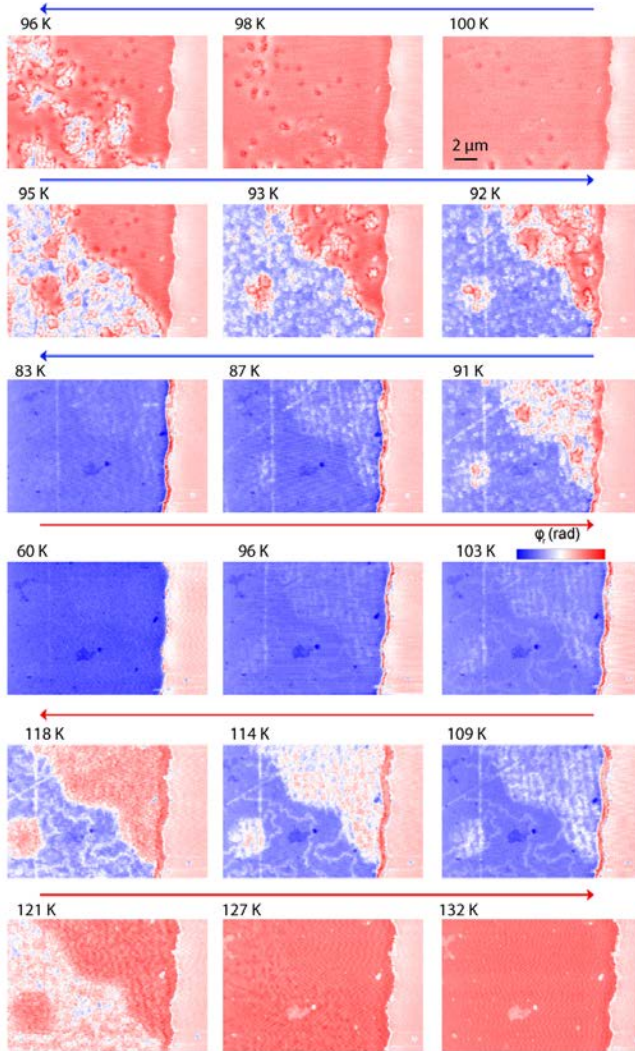 96 K 98 K 100 K
2 μm
95 K 93 K 92 K
83 K 87 K 91 K
φᵣ (rad)
60 K 96 K 103 K
118 K 114 K 109 K
121 K 127 K 132 K